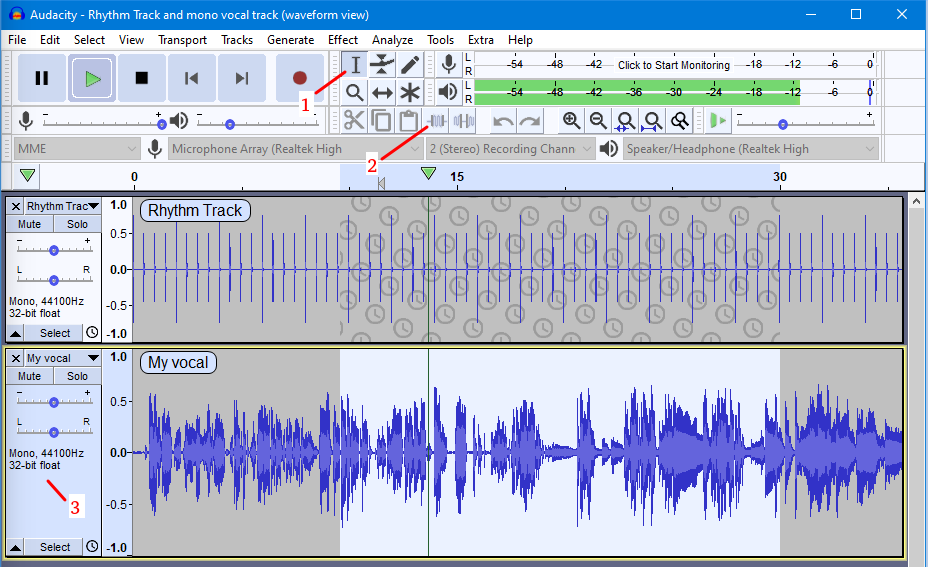 Audacity - Rhythm Track and mono vocal track (waveform view)
File Edit Select View Transport Tracks Generate Effect Analyze Tools Extra Help
L
R
-54 -48 -42 Click to Start Monitoring -18 -12 -6 0
L
R
-54 -48 -42 -36 -30 -24 -18 -12 -6 0
1
- + - +
- +
2
MME Microphone Array (Realtek High 2 (Stereo) Recording Chann Speaker/Headphone (Realtek High
0 15 30
Rhythm Trac 1.0 Rhythm Track
Mute Solo
0.5
- +
L R
0.0
Mono, 44100Hz
32-bit float
-0.5
Select -1.0
My vocal 1.0 My vocal
Mute Solo
- +
0.5
L R
Mono, 44100Hz 0.0
32-bit float
3
-0.5
Select -1.0